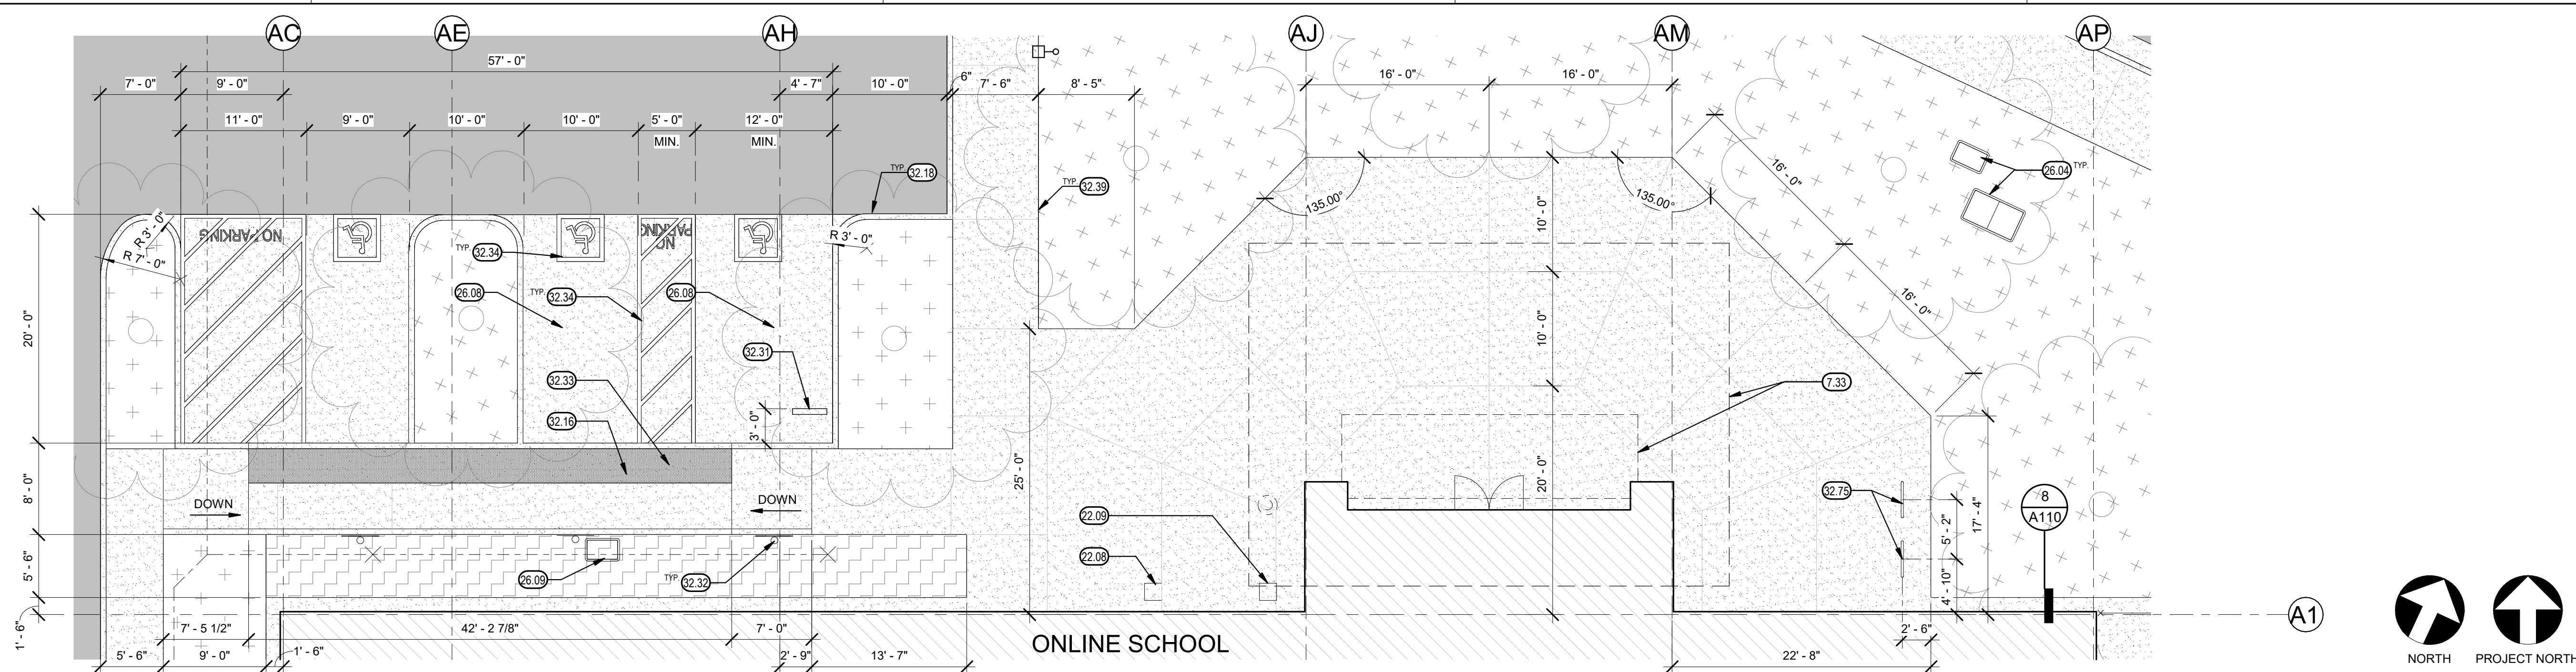 AC
AE
AH
AJ
AM
AP
57' - 0"
7' - 0"
9' - 0"
4' - 7"
10' - 0"
6"
7' - 6"
8' - 5"
16' - 0"
16' - 0"
11' - 0"
9' - 0"
10' - 0"
10' - 0"
5' - 0"
MIN.
12' - 0"
MIN.
TYP.
32.18
TYP.
32.39
135.00°
135.00°
16' - 0"
16' - 0"
26.04
TYP.
R 3' - 0"
R 7' - 0"
NO PARKING
NO
PARKING
R 3' - 0"
TYP.
32.34
26.08
TYP.
32.34
26.08
32.31
32.33
32.16
3' - 0"
20' - 0"
8' - 0"
5' - 6"
1' - 6"
DOWN
DOWN
26.09
TYP.
32.32
25' - 0"
10' - 0"
10' - 0"
20' - 0"
7.33
22.09
22.08
32.75
5' - 2"
4' - 10"
17' - 4"
8
A110
A1
7' - 5 1/2"
42' - 2 7/8"
7' - 0"
5' - 6"
9' - 0"
1' - 6"
2' - 9"
13' - 7"
ONLINE SCHOOL
2' - 6"
22' - 8"
NORTH
PROJECT NORTH